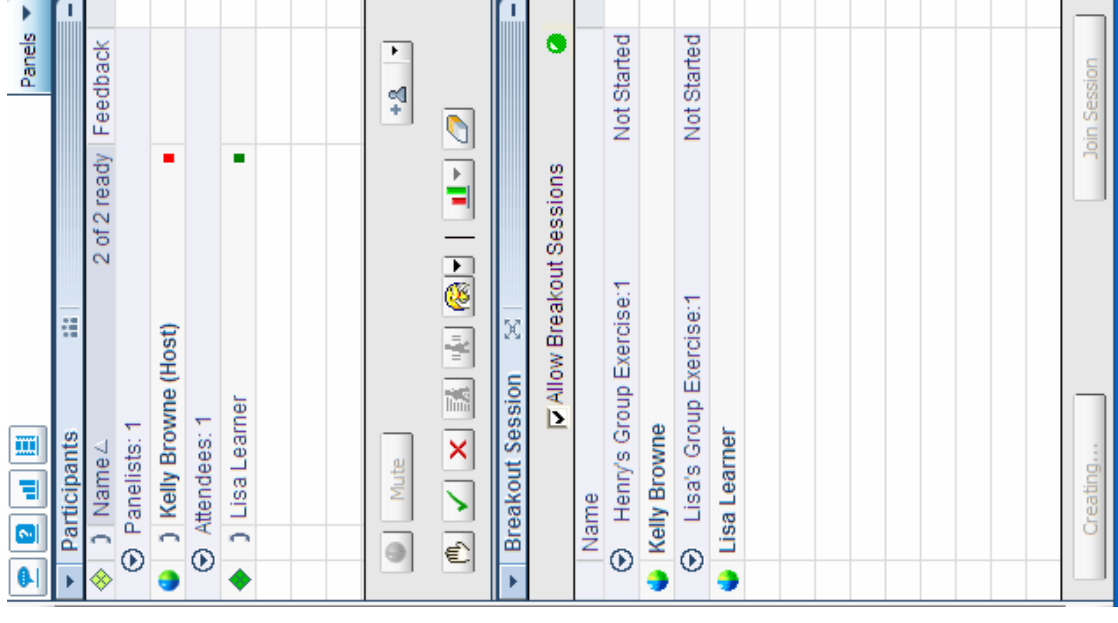 Panels
Participants
Name 2 of 2 ready Feedback
Panelists: 1
Kelly Browne (Host)
Attendees: 1
Lisa Learner
Mute
Breakout Session
Allow Breakout Sessions
Name
Henry's Group Exercise:1 Not Started
Kelly Browne
Lisa's Group Exercise:1 Not Started
Lisa Learner
Creating... Join Session